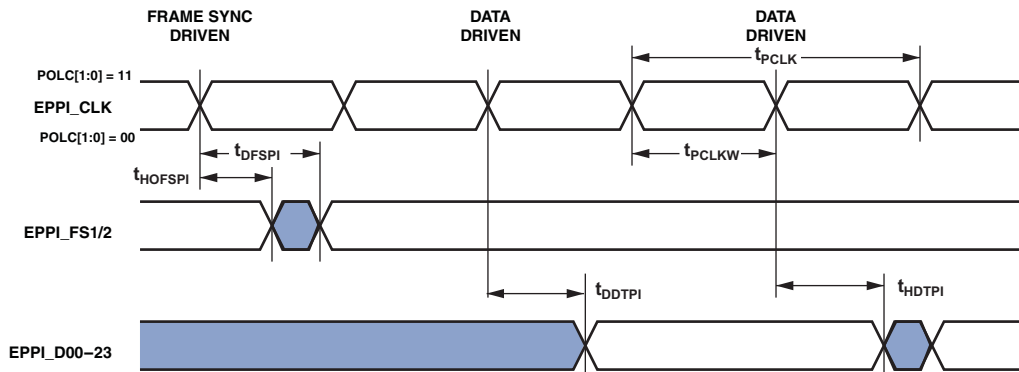 FRAME SYNC
DRIVEN
DATA
DRIVEN
DATA
DRIVEN
tPCLK
POLC[1:0] = 11
EPPI_CLK
POLC[1:0] = 00
tDFSPI
tPCLKW
tHOFSPI
EPPI_FS1/2
tDDTPI
tHDTPI
EPPI_D00–23